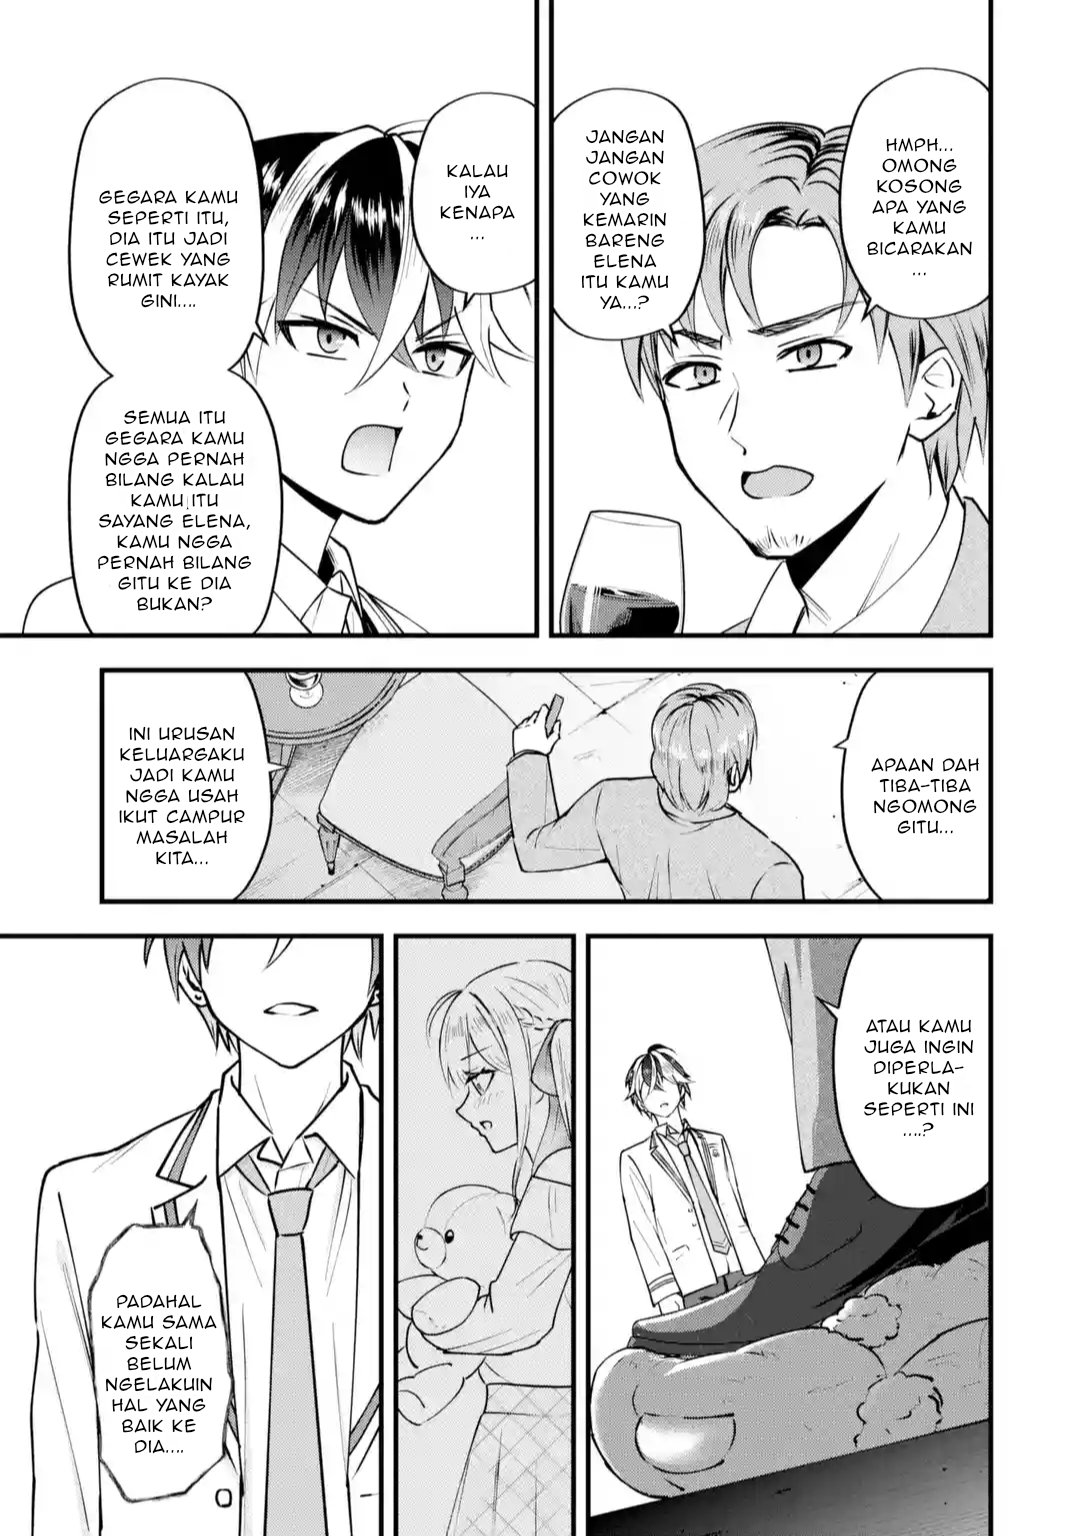 HMPH...
OMONG
KOSONG
APA YANG
KAMU
BICARAKAN
...
JANGAN
JANGAN
COWOK
YANG
KEMARIN
BARENG
ELENA
ITU KAMU
YA...?
KALAU
IYA
KENAPA
...
GEGARA KAMU
SEPERTI ITU,
DIA ITU JADI
CEWEK YANG
RUMIT KAYAK
GINI....
SEMUA ITU
GEGARA KAMU
NGGA PERNAH
BILANG KALAU
KAMU ITU
SAYANG ELENA,
KAMU NGGA
PERNAH BILANG
GITU KE DIA
BUKAN?
APAAN DAH
TIBA-TIBA
NGOMONG
GITU...
INI URUSAN
KELUARGAKU
JADI KAMU
NGGA USAH
IKUT CAMPUR
MASALAH
KITA...
ATAU KAMU
JUGA INGIN
DIPERLA-
KUKAN
SEPERTI INI
....?
PADAHAL
KAMU SAMA
SEKALI
BELUM
NGELAKUIN
HAL YANG
BAIK KE
DIA....